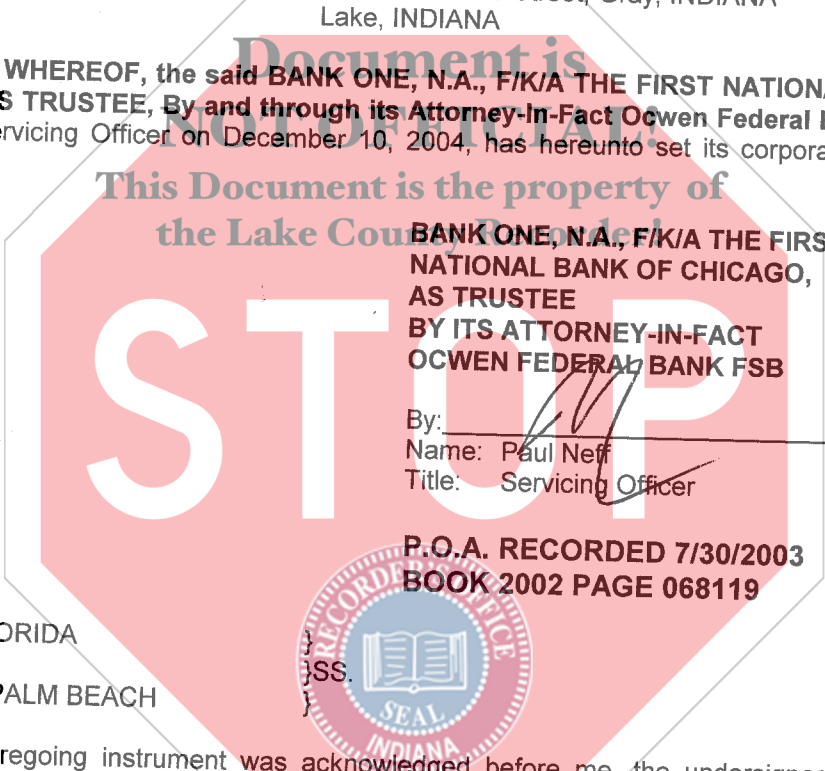 Lake, INDIANA
Document is
WHEREOF, the said BANK ONE, N.A., F/K/A THE FIRST NATION
S TRUSTEE, By and through its Attorney-In-Fact Ocwen Federal
NOT OFFICIAL!
rvicing Officer on December 10, 2004, has hereunto set its corpora
This Document is the property of
the Lake County Recorder!
BANK ONE, N.A., F/K/A THE FIRS
NATIONAL BANK OF CHICAGO,
AS TRUSTEE
BY ITS ATTORNEY-IN-FACT
OCWEN FEDERAL BANK FSB
STOP
By:
Name: Paul Neff
Title: Servicing Officer
P.O.A. RECORDED 7/30/2003
BOOK 2002 PAGE 068119
RECORDER'S OFFICE
ORIDA }
}SS.
PALM BEACH }
SEAL
INDIANA
regoing instrument was acknowledged before me, the undersigne